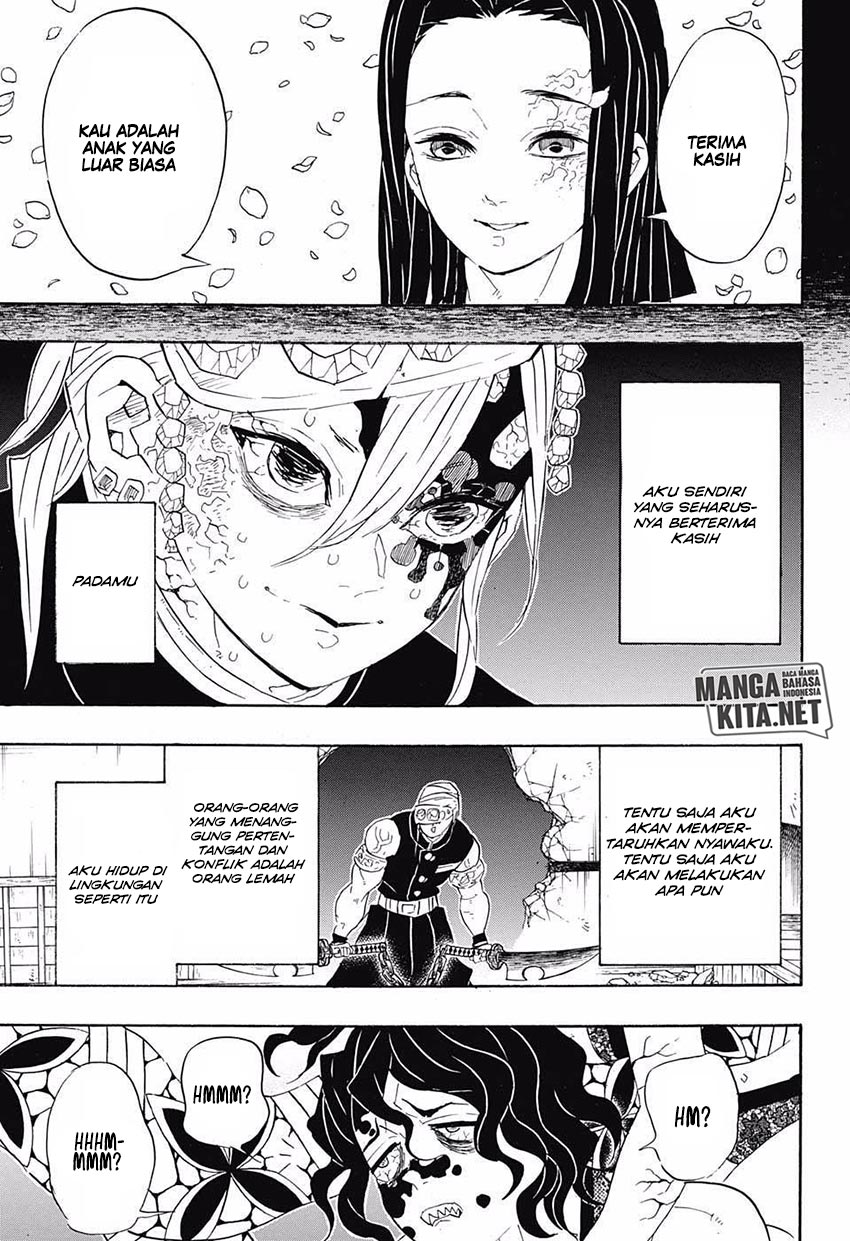 TERIMA
KASIH
KAU ADALAH
ANAK YANG
LUAR BIASA
AKU SENDIRI
YANG SEHARUS-
NYA BERTERIMA
KASIH
PADAMU
MANGA
KITA.NET
BACA MANGA
BAHASA
INDONESIA
TENTU SAJA AKU
AKAN MEMPER-
TARUHKAN NYAWAKU.
TENTU SAJA AKU
AKAN MELAKUKAN
APA PUN
ORANG-ORANG
YANG MENANG-
GUNG PERTEN-
TANGAN DAN
KONFLIK ADALAH
ORANG LEMAH
AKU HIDUP DI
LINGKUNGAN
SEPERTI ITU
HM?
HMMM?
HHHM-
MMM?